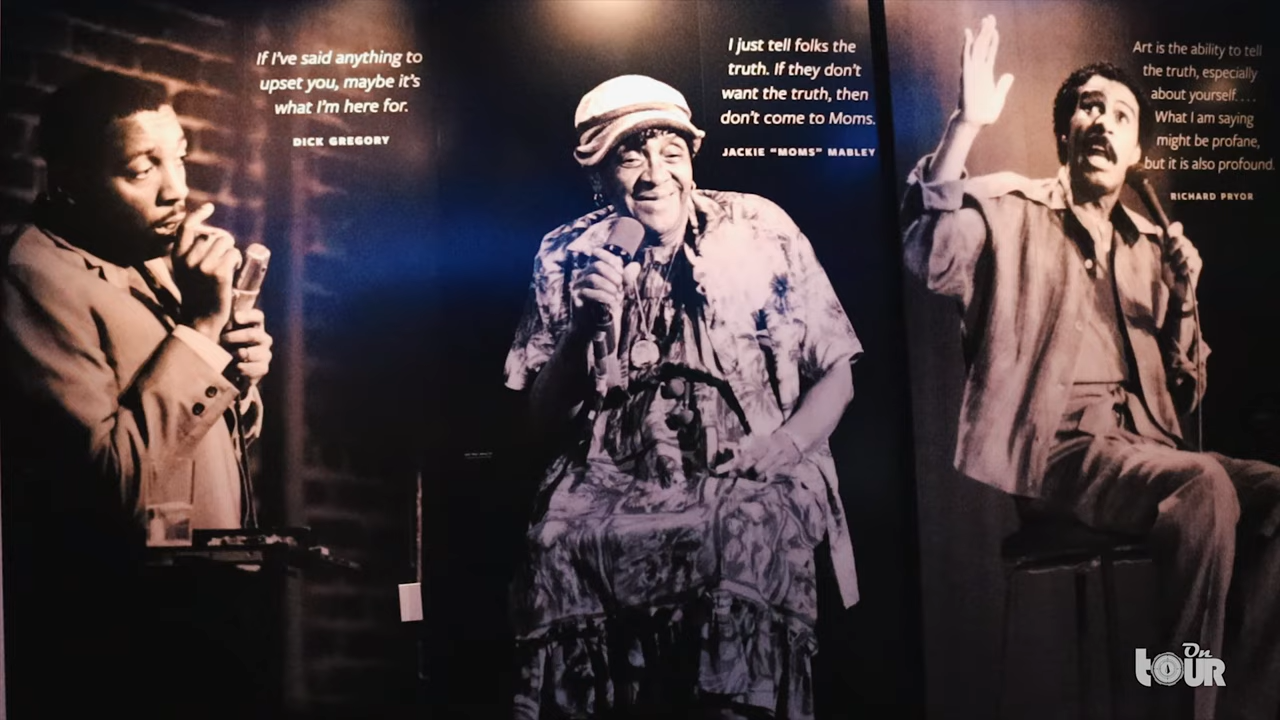 If I've said anything to
upset you, maybe it's
what I'm here for.
DICK GREGORY
I just tell folks the
truth. If they don't
want the truth, then
don't come to Moms.
JACKIE "MOMS" MABLEY
Art is the ability to tell
the truth, especially
about yourself. . . .
What I am saying
might be profane,
but it is also profound.
RICHARD PRYOR
On
toUR